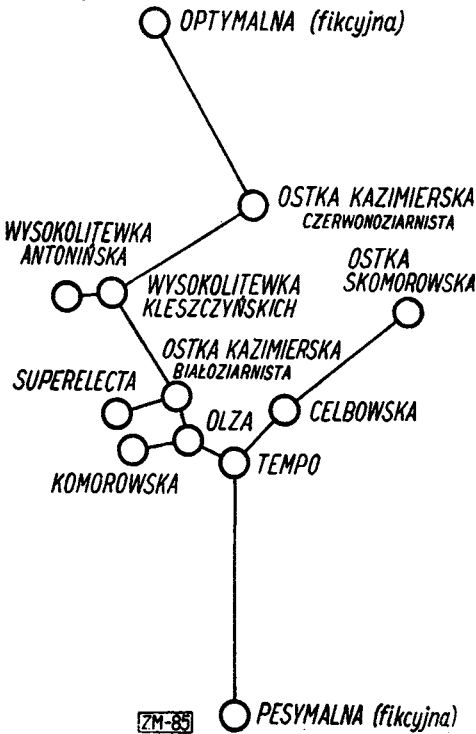 OPTYMALNA (fikcyjna)
OSTKA KAZIMIERSKA
CZERWONOZIARNISTA
WYSOKOLITEWKA
ANTONIŃSKA
OSTKA
SKOMOROWSKA
WYSOKOLITEWKA
KLESZCZYŃSKICH
OSTKA KAZIMIERSKA
BIAŁOZIARNISTA
SUPERELECTA
OLZA
CELBOWSKA
KOMOROWSKA
TEMPO
ZM-85
PESYMALNA (fikcyjna)